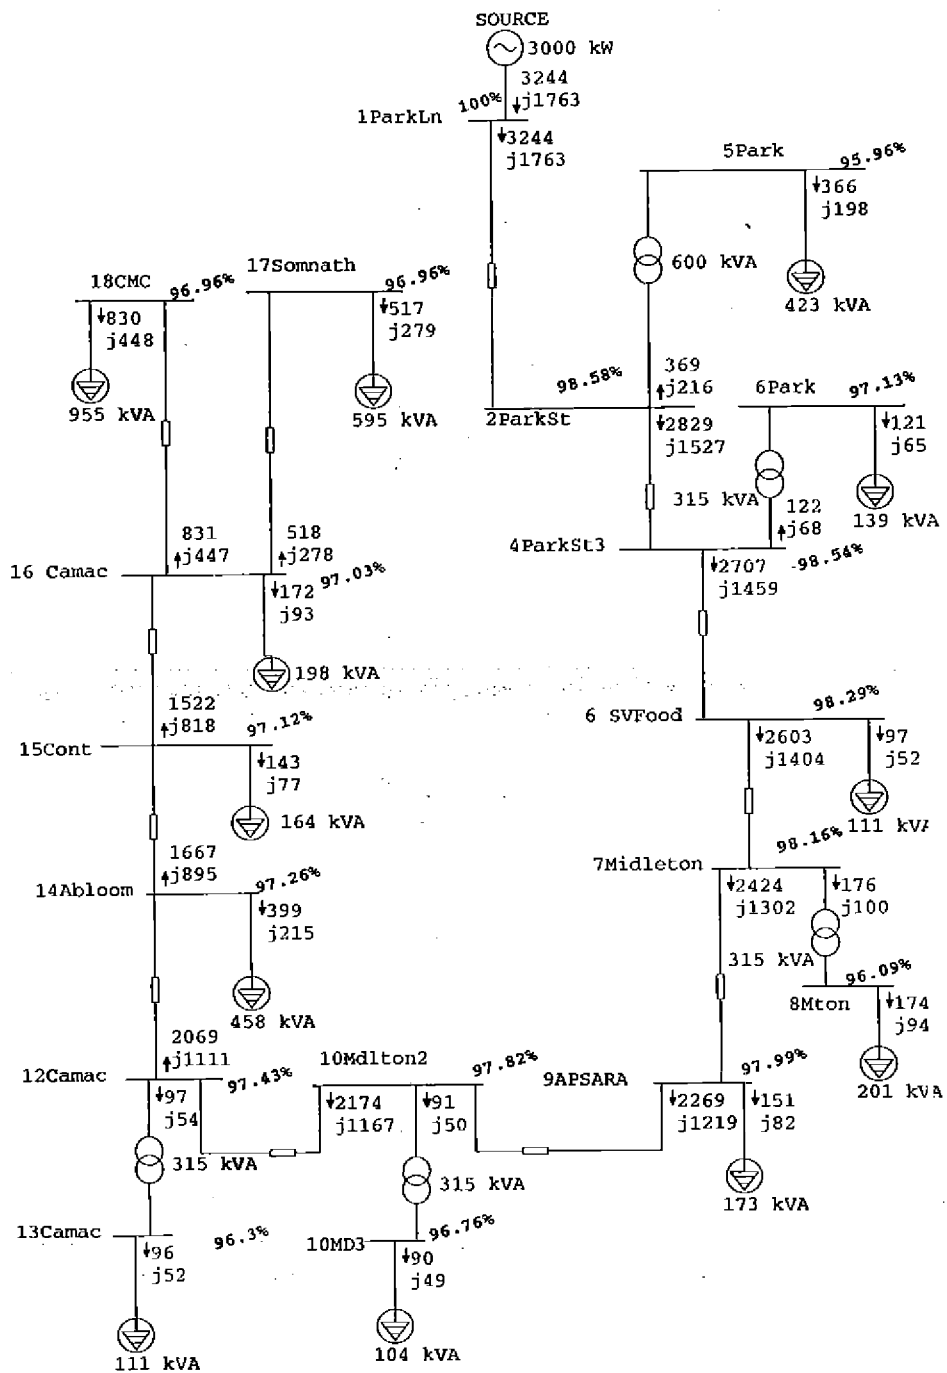 SOURCE
3000 kW
3244
j1763
100%
1ParkLn
3244
j1763
5Park
95.96%
366
j198
600 kVA
423 kVA
17Somnath
18CMC
96.96%
96.96%
830
j448
517
j279
955 kVA
595 kVA
98.58%
369
j216
6Park
97.13%
2ParkSt
2829
j1527
121
j65
315 kVA
122
j68
139 kVA
4ParkSt3
2707
j1459
98.54%
831
j447
518
j278
16 Camac
97.03%
172
j93
198 kVA
1522
j818
97.12%
15Cont
143
j77
164 kVA
98.29%
6 SVFood
2603
j1404
97
j52
111 kVA
1667
j895
97.26%
14Abloom
399
j215
458 kVA
98.16%
7Midleton
2424
j1302
176
j100
315 kVA
96.09%
8Mton
174
j94
201 kVA
2069
j1111
12Camac
97.43%
97
j54
315 kVA
10Mdlton2
97.82%
2174
j1167
91
j50
315 kVA
9APSARA
97.99%
2269
j1219
151
j82
173 kVA
13Camac
96.3%
96
j52
111 kVA
10MD3
96.76%
90
j49
104 kVA